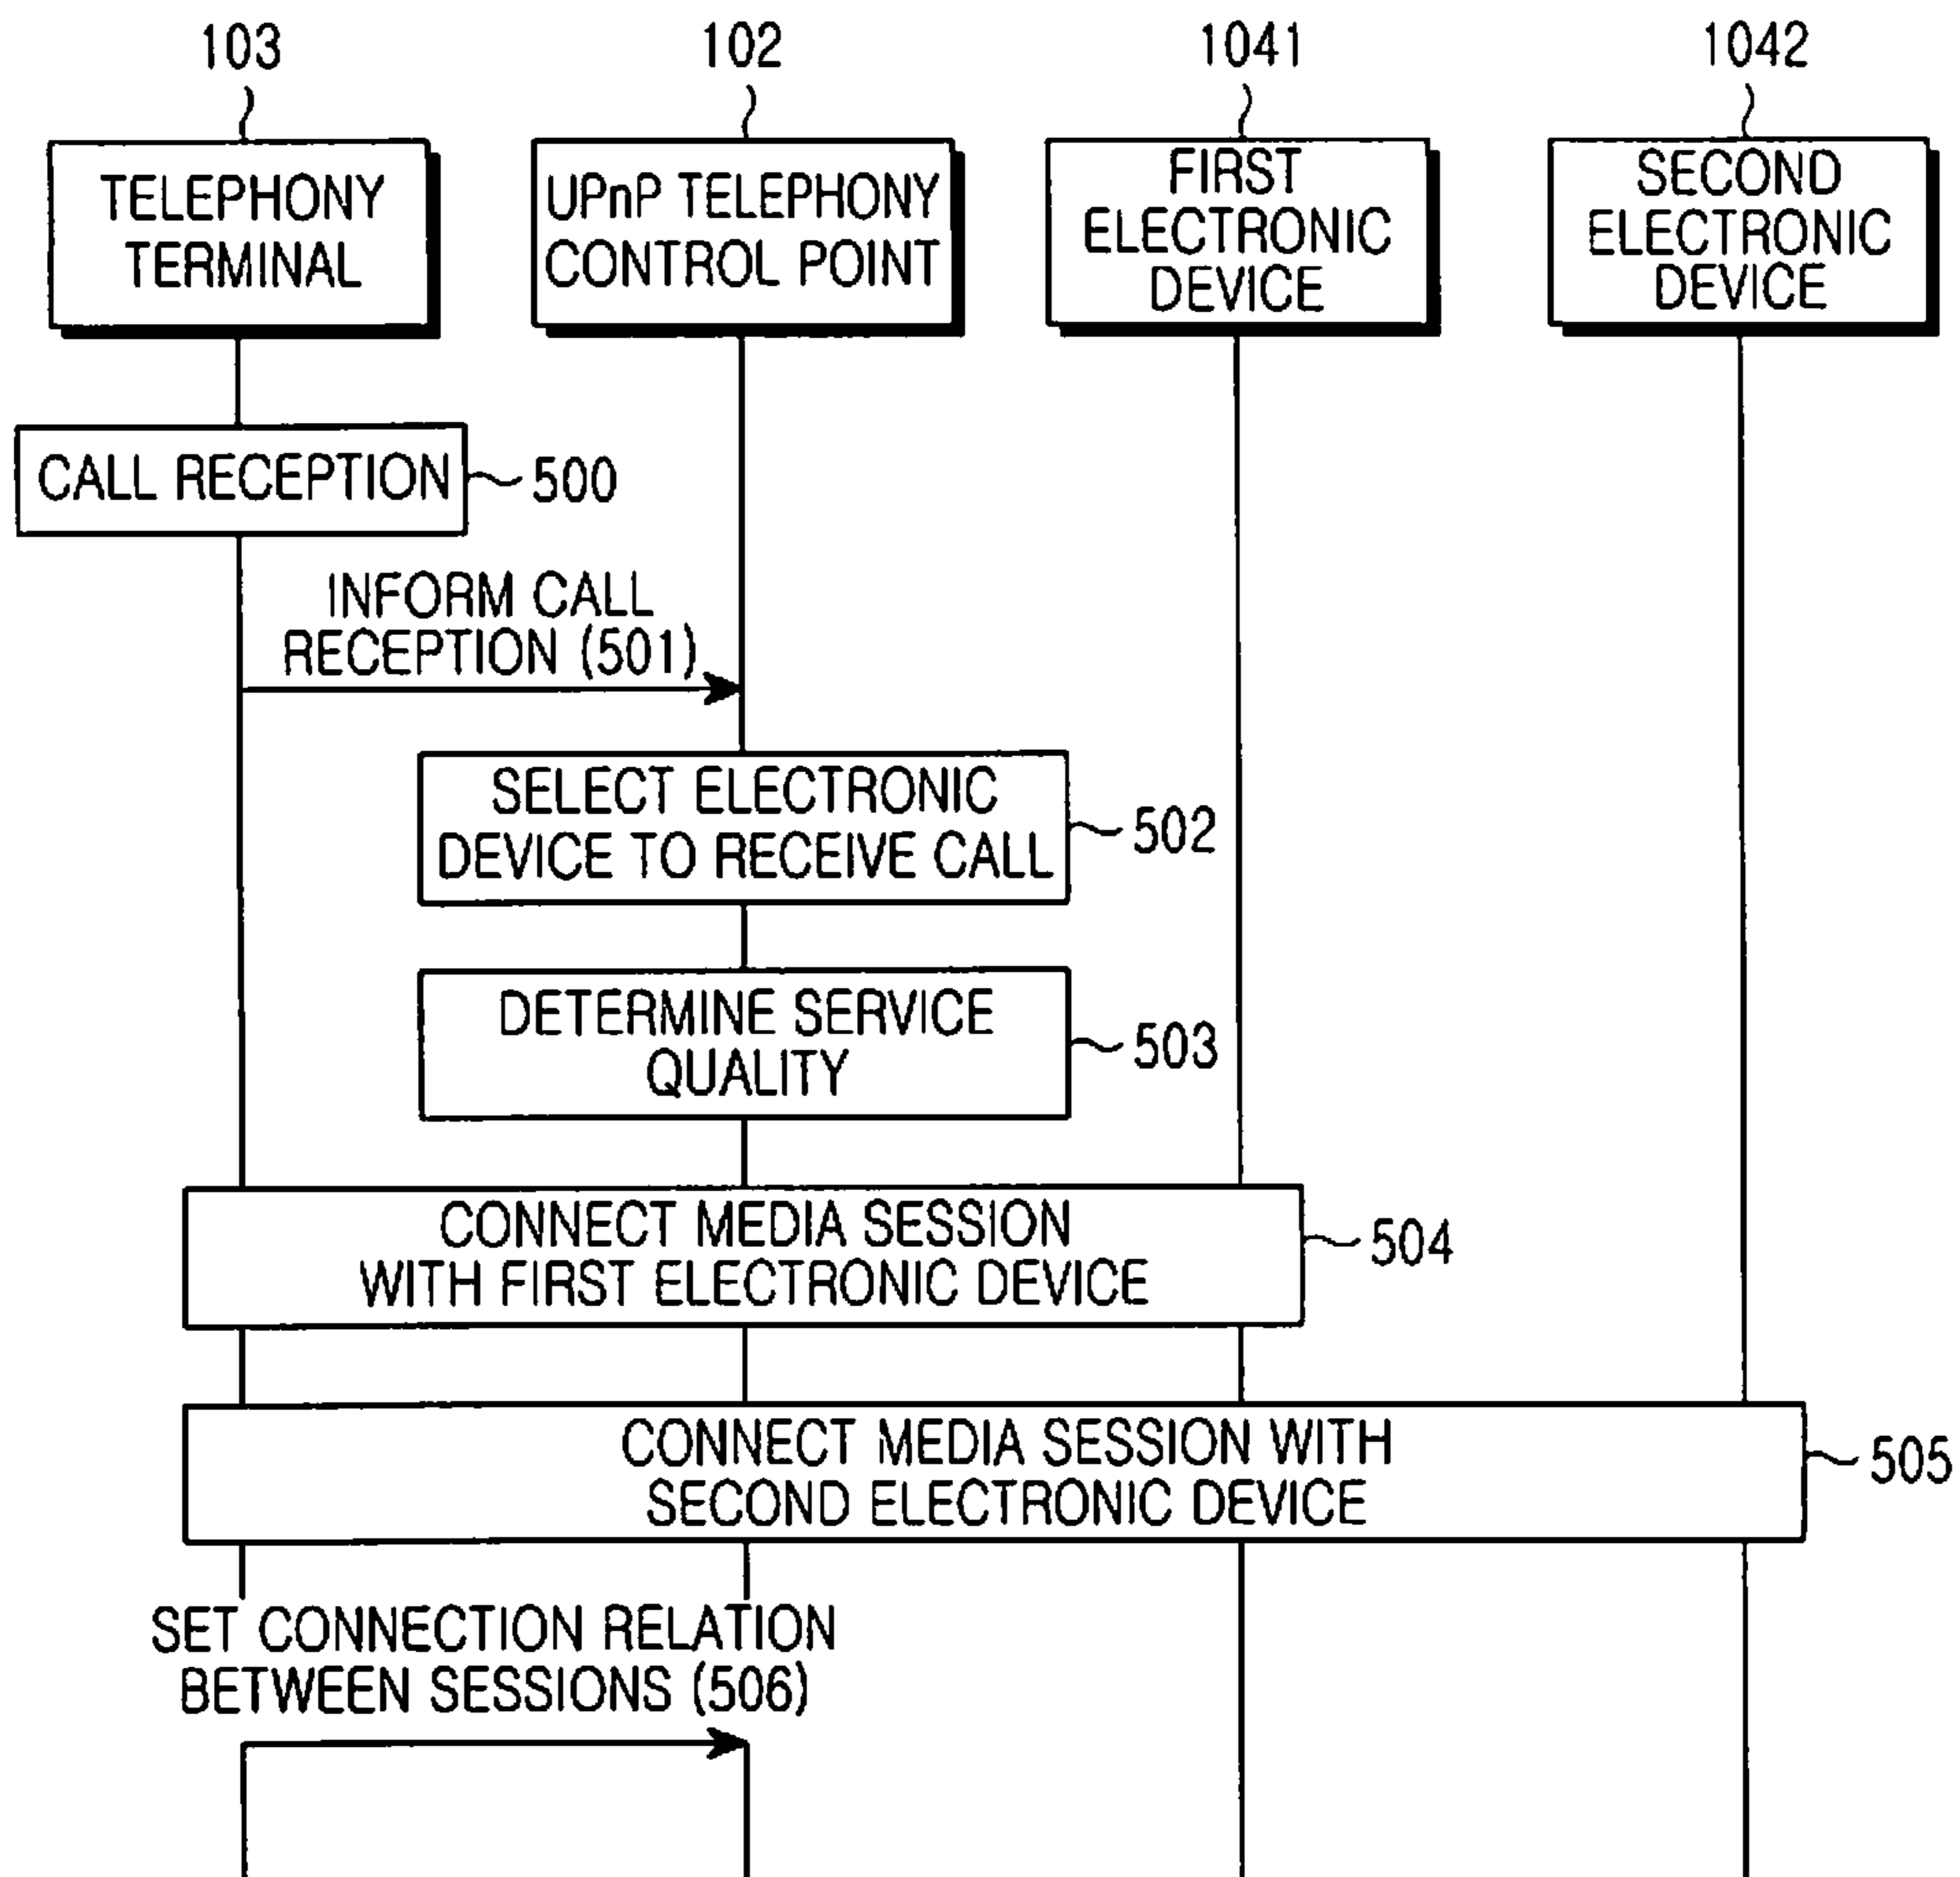 103
102
1041
1042
TELEPHONY
TERMINAL
UPnP TELEPHONY
CONTROL POINT
FIRST
ELECTRONIC
DEVICE
SECOND
ELECTRONIC
DEVICE
CALL RECEPTION
500
INFORM CALL
RECEPTION (501)
SELECT ELECTRONIC
DEVICE TO RECEIVE CALL
502
DETERMINE SERVICE
QUALITY
503
CONNECT MEDIA SESSION
WITH FIRST ELECTRONIC DEVICE
504
CONNECT MEDIA SESSION WITH
SECOND ELECTRONIC DEVICE
505
SET CONNECTION RELATION
BETWEEN SESSIONS (506)